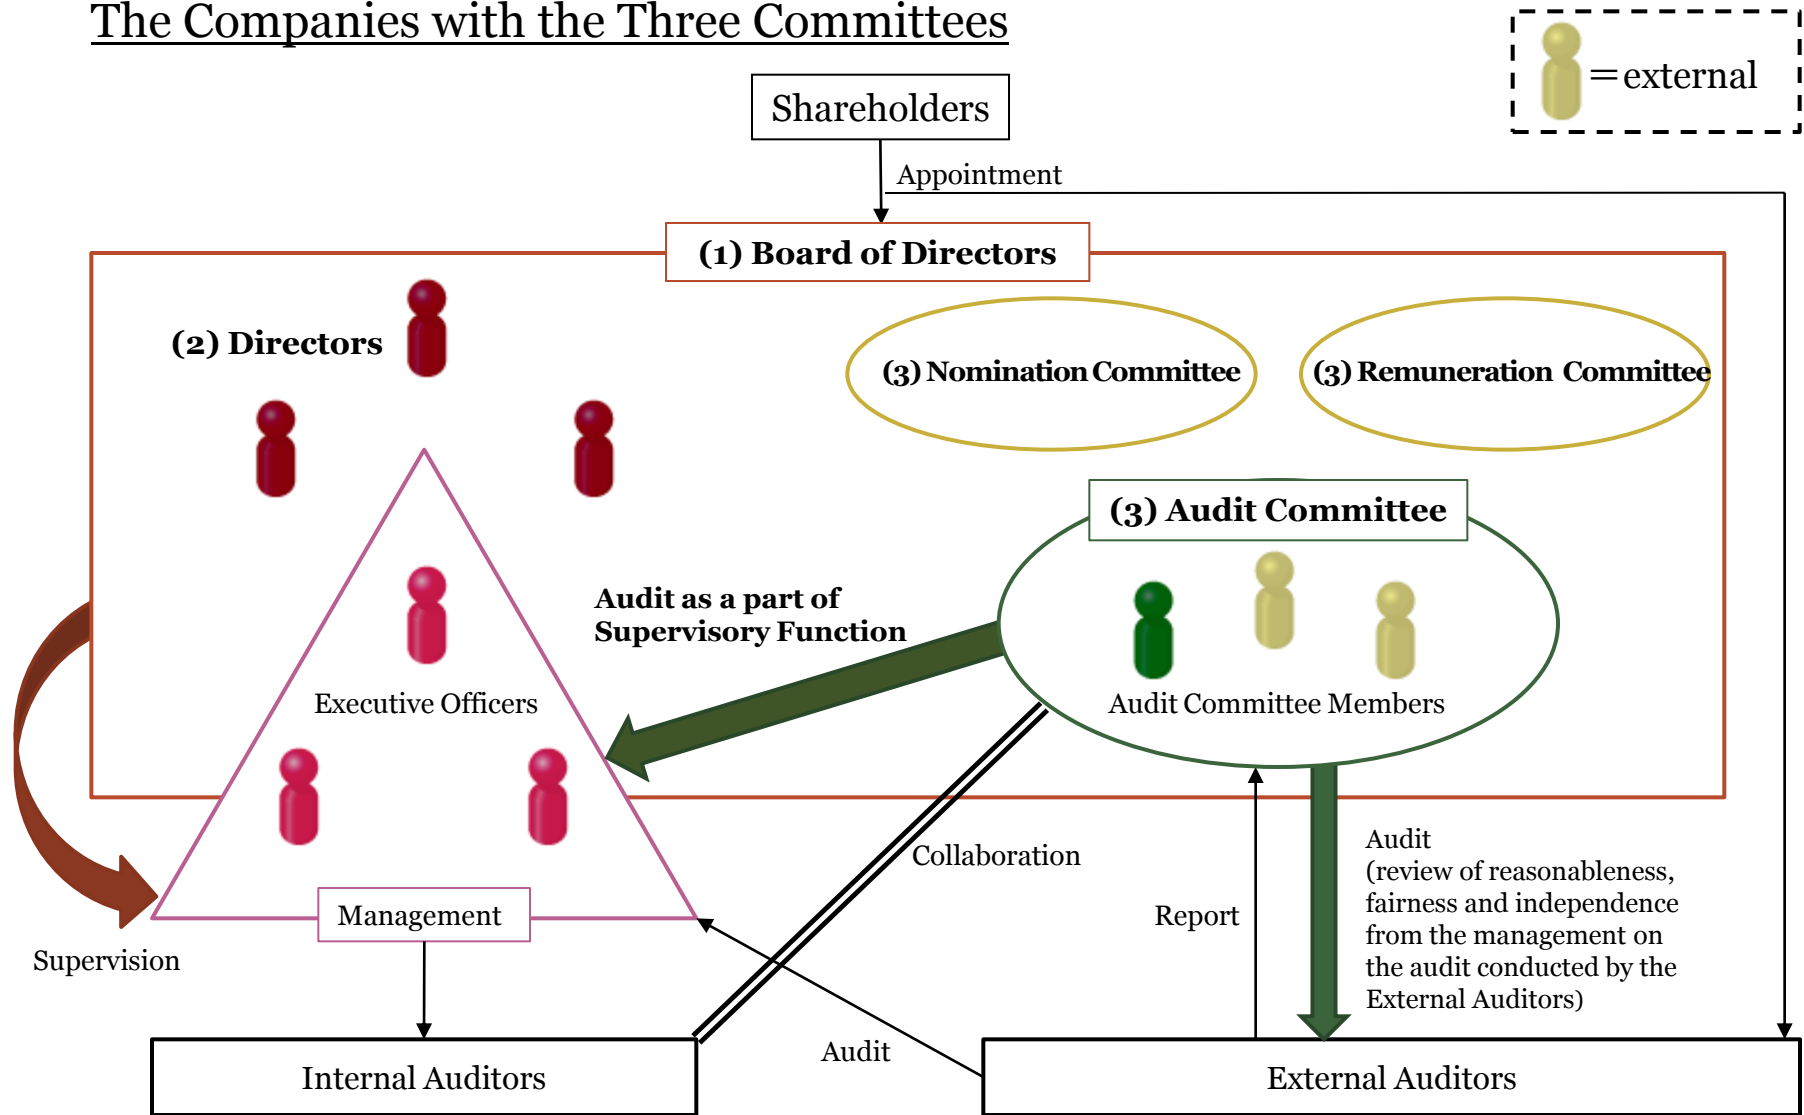 The Companies with the Three Committees
＝external
Shareholders
Appointment
(1) Board of Directors
(2) Directors
(3) Nomination Committee
(3) Remuneration Committee
(3) Audit Committee
Audit as a part of
Supervisory Function
Executive Officers
Audit Committee Members
Collaboration
Audit
(review of reasonableness,
fairness and independence
from the management on
the audit conducted by the
External Auditors)
Management
Report
Supervision
Audit
Internal Auditors
External Auditors